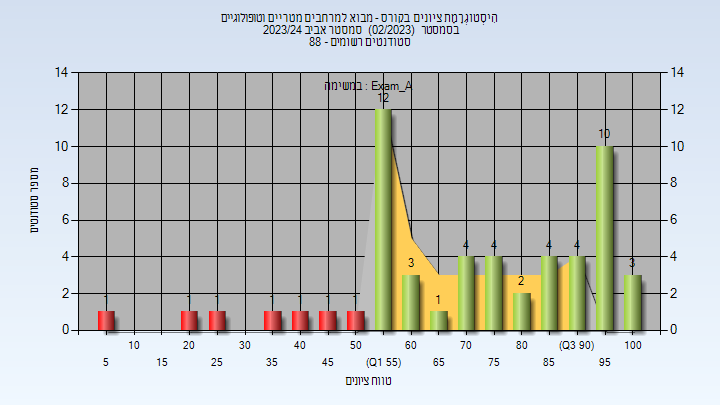 היסטוגרמת ציונים בקורס - מבוא למרחבים מטריים וטופולוגיים
בסמסטר (02/2023) סמסטר אביב 2023/24
סטודנטים רשומים - 88
במשימה : Exam_A
מספר סטודנטים
14 12 10 8 6 4 2 0
1 1 1 1 1 1 1 12 3 1 4 4 2 4 4 10 3
14 12 10 8 6 4 2 0
10 20 30 40 50 60 70 80 (Q3 90) 100
5 15 25 35 45 (Q1 55) 65 75 85 95
טווח ציונים